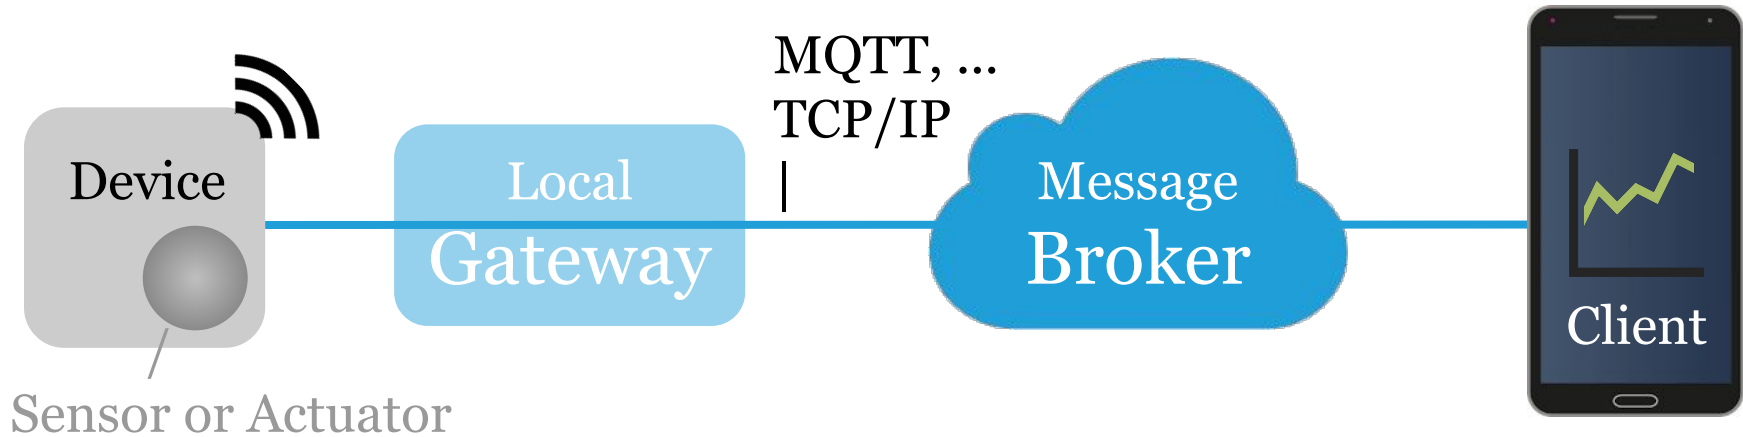 MQTT, ...
TCP/IP
Device
Local
Gateway
Message
Broker
Client
Sensor or Actuator